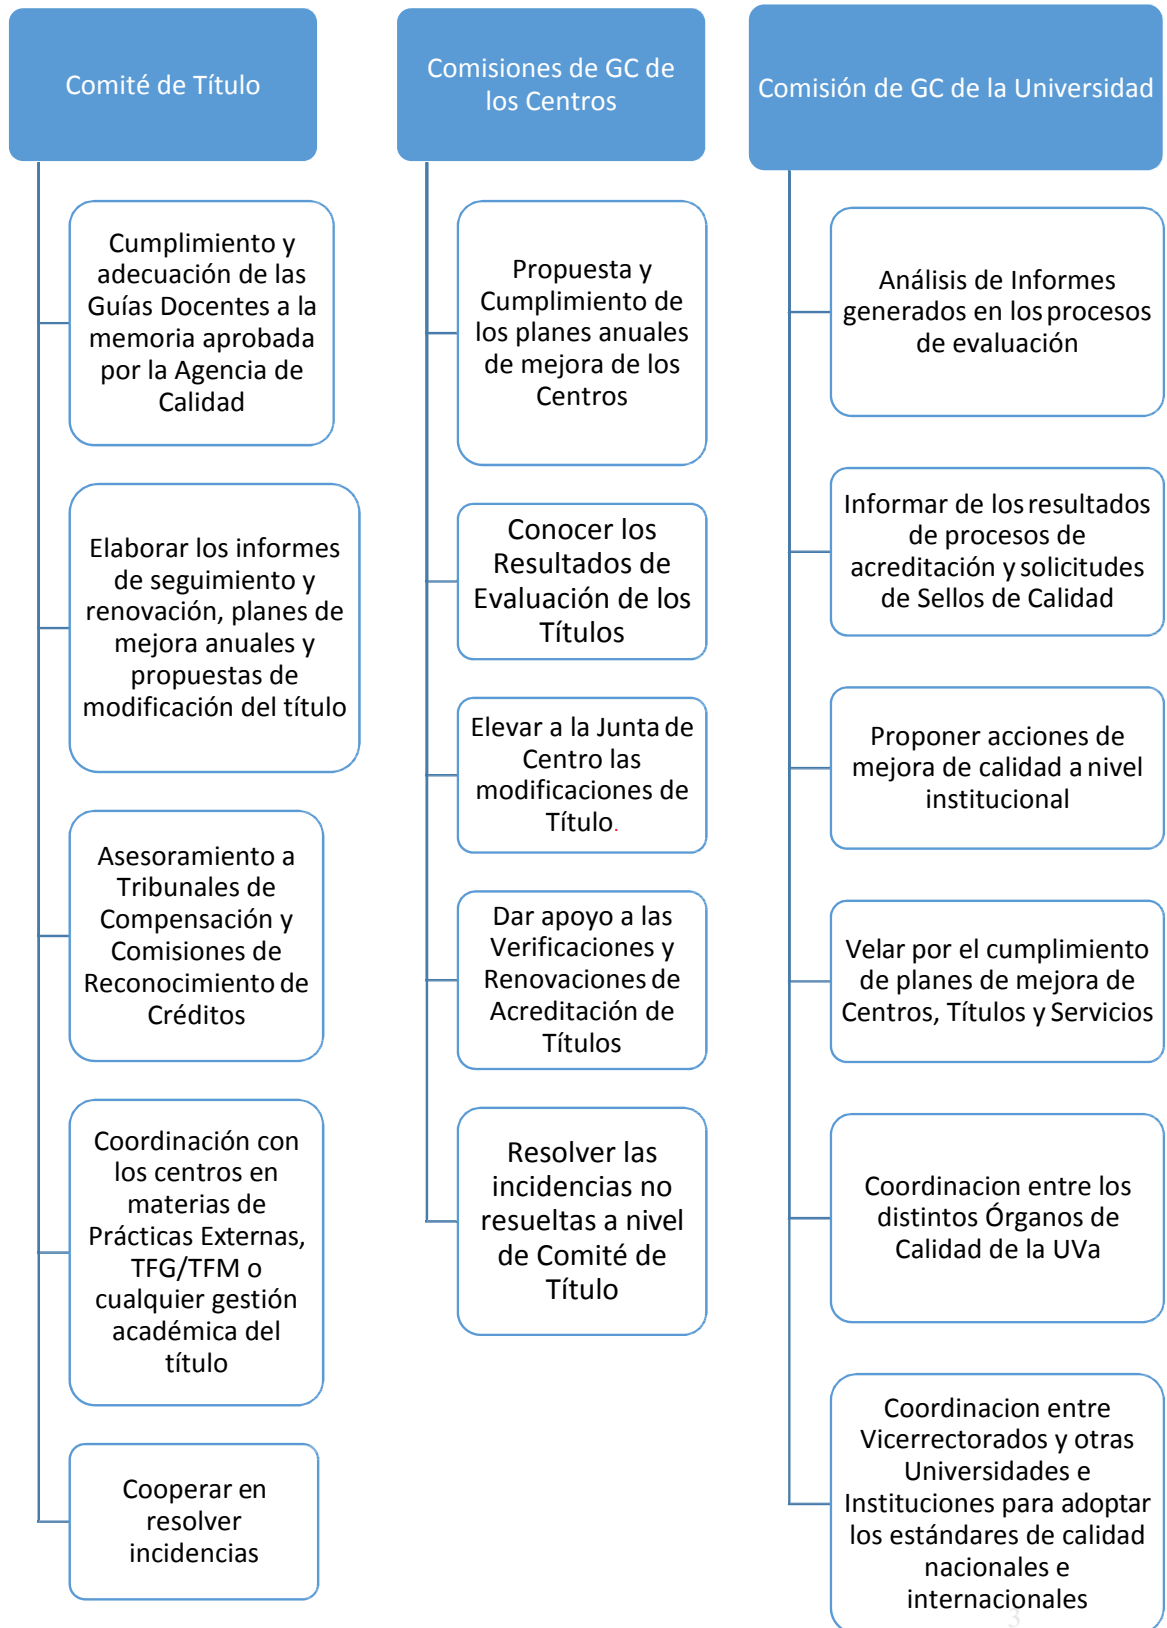 Comité de Título
Cumplimiento y
adecuación de las
Guías Docentes a la
memoria aprobada
por la Agencia de
Calidad
Elaborar los informes
de seguimiento y
renovación, planes de
mejora anuales y
propuestas de
modificación del título
Asesoramiento a
Tribunales de
Compensación y
Comisiones de
Reconocimiento de
Créditos
Coordinación con
los centros en
materias de
Prácticas Externas,
TFG/TFM o
cualquier gestión
académica del
título
Cooperar en
resolver
incidencias
Comisiones de GC de
los Centros
Propuesta y
Cumplimiento de
los planes anuales
de mejora de los
Centros
Conocer los
Resultados de
Evaluación de los
Títulos
Elevar a la Junta de
Centro las
modificaciones de
Título.
Dar apoyo a las
Verificaciones y
Renovaciones de
Acreditación de
Títulos
Resolver las
incidencias no
resueltas a nivel
de Comité de
Título
Comisión de GC de la Universidad
Análisis de Informes
generados en los procesos
de evaluación
Informar de los resultados
de procesos de
acreditación y solicitudes
de Sellos de Calidad
Proponer acciones de
mejora de calidad a nivel
institucional
Velar por el cumplimiento
de planes de mejora de
Centros, Títulos y Servicios
Coordinacion entre los
distintos Órganos de
Calidad de la UVa
Coordinacion entre
Vicerrectorados y otras
Universidades e
Instituciones para adoptar
los estándares de calidad
nacionales e
internacionales
3